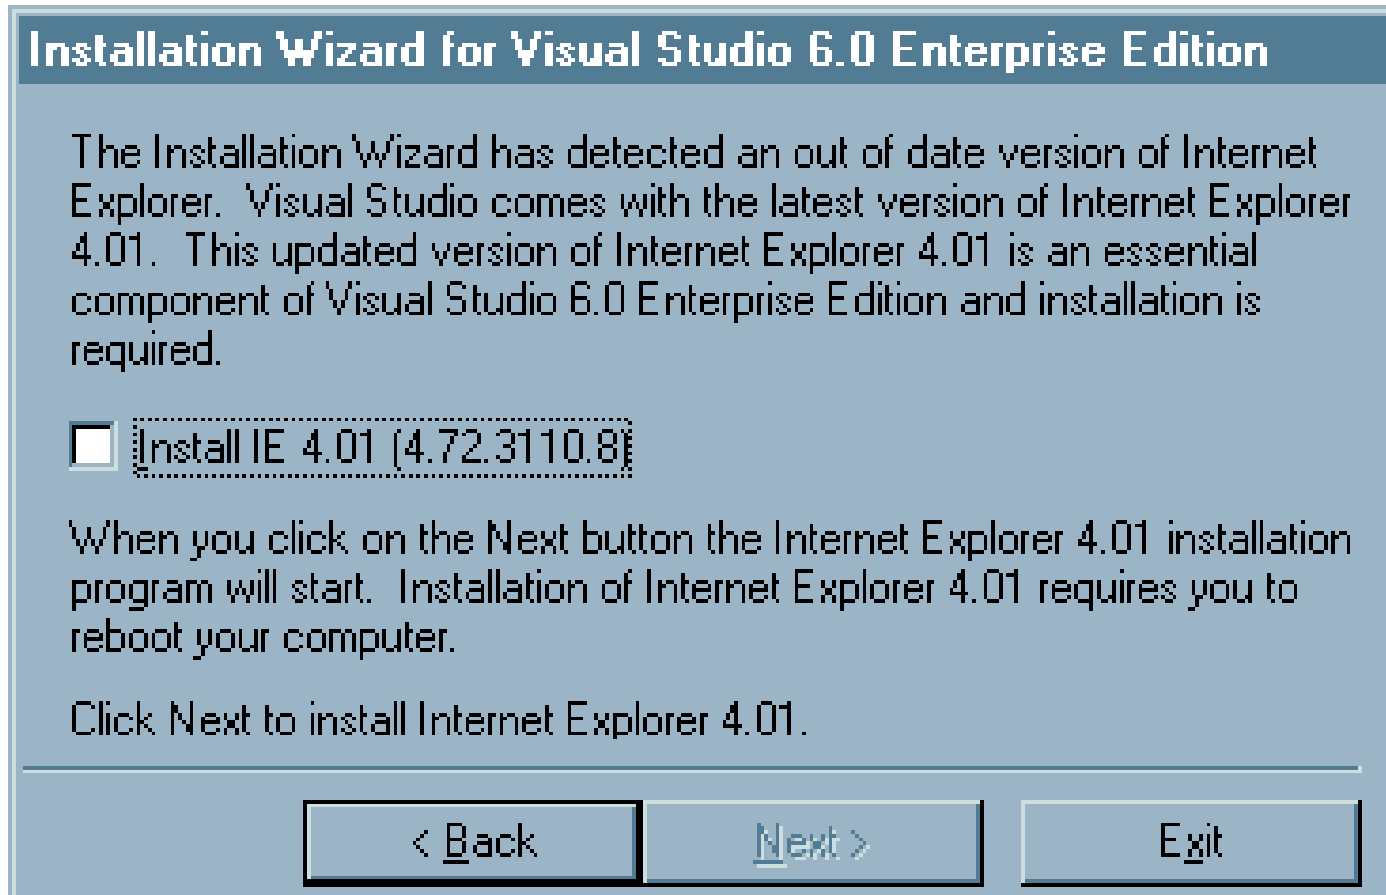 Installation Wizard for Visual Studio 6.0 Enterprise Edition
The Installation Wizard has detected an out of date version of Internet
Explorer.  Visual Studio comes with the latest version of Internet Explorer
4.01.  This updated version of Internet Explorer 4.01 is an essential
component of Visual Studio 6.0 Enterprise Edition and installation is
required.
Install IE 4.01 (4.72.3110.8)
When you click on the Next button the Internet Explorer 4.01 installation
program will start.  Installation of Internet Explorer 4.01 requires you to
reboot your computer.
Click Next to install Internet Explorer 4.01.
< Back
Next >
Exit